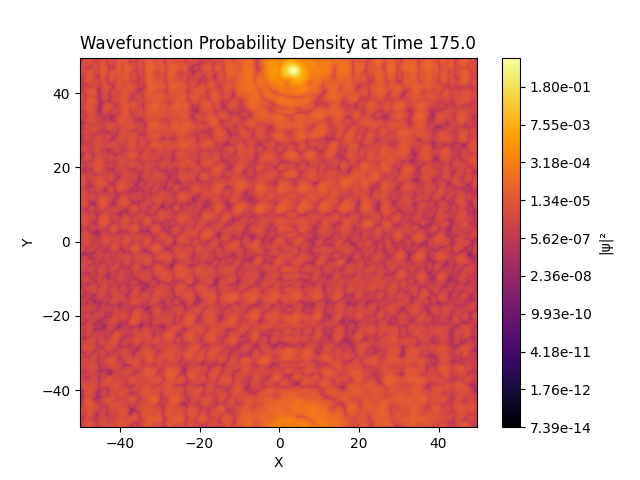 Wavefunction Probability Density at Time 175.0
40
20
0
−20
−40
Y
−40
−20
0
20
40
X
1.80e-01
7.55e-03
3.18e-04
1.34e-05
5.62e-07
2.36e-08
9.93e-10
4.18e-11
1.76e-12
7.39e-14
|ψ|²